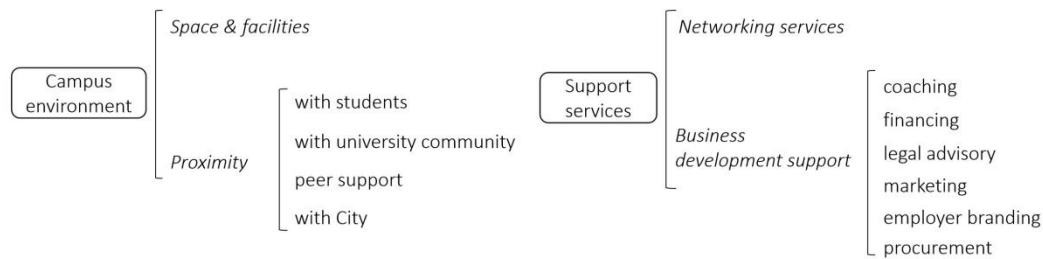 Campus
environment
Space & facilities
Proximity
with students
with university community
peer support
with City
Support
services
Networking services
Business
development support
coaching
financing
legal advisory
marketing
employer branding
procurement